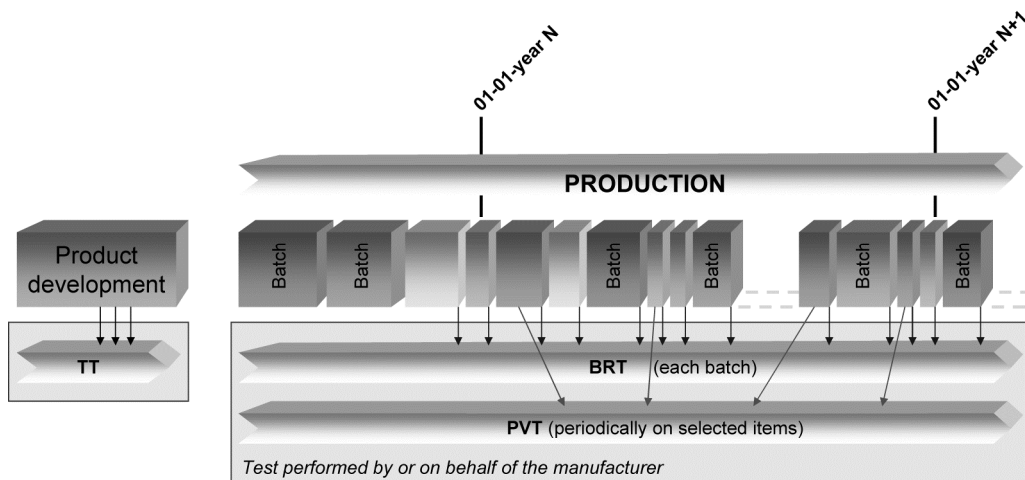 01-01-year N
01-01-year N+1
PRODUCTION
Product
development
Batch
Batch
Batch
Batch
Batch
Batch
TT
BRT (each batch)
PVT (periodically on selected items)
Test performed by or on behalf of the manufacturer